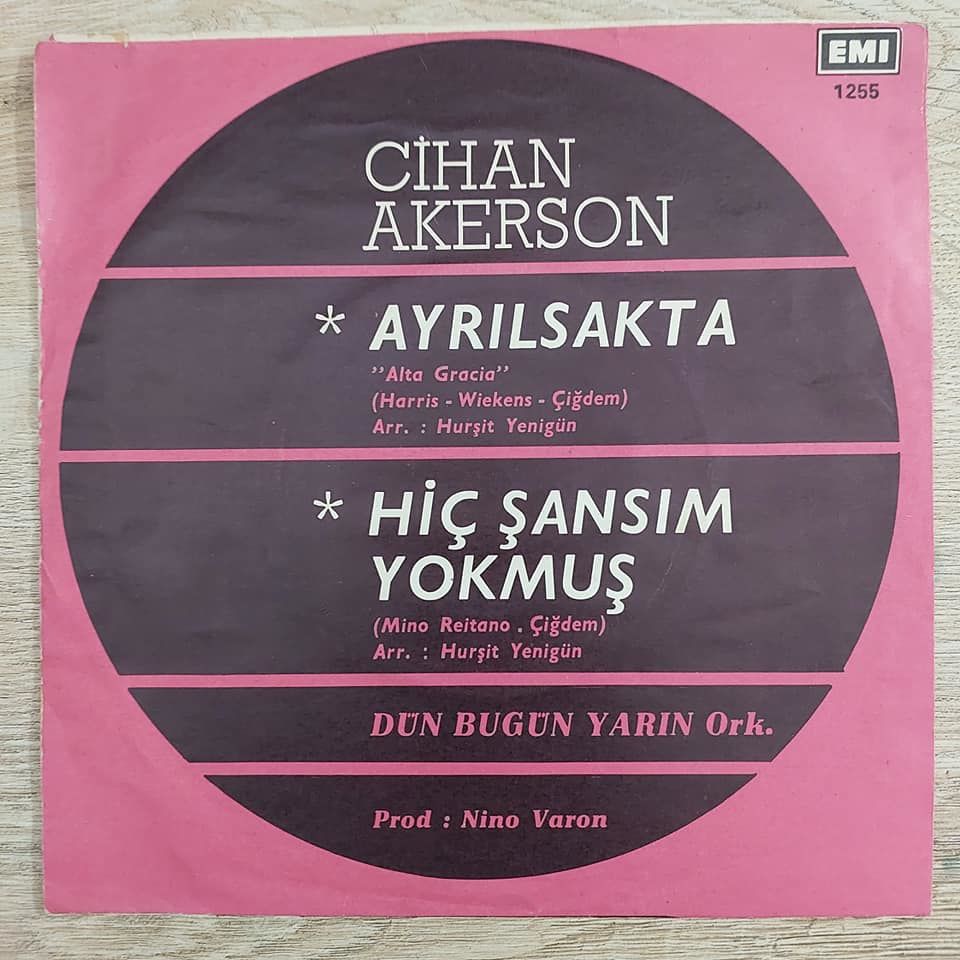 EMI
1255
CİHAN
AKERSON
* AYRILSAKTA
"Alta Gracia"
(Harris - Wiekens - Çiğdem)
Arr. : Hurşit Yenigün
* HİÇ ŞANSIM
YOKMUŞ
(Mino Reitano . Çiğdem)
Arr. : Hurşit Yenigün
DÜN BUGÜN YARIN Ork.
Prod : Nino Varon